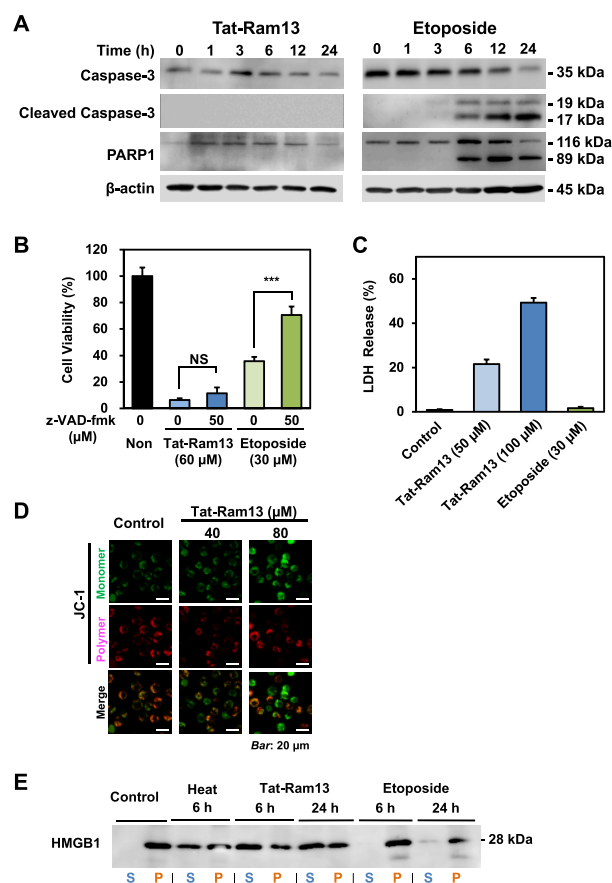 A
Tat-Ram13 Etoposide
Time (h) 0 1 3 6 12 24 0 1 3 6 12 24
Caspase-3 - 35 kDa
Cleaved Caspase-3 - 19 kDa
- 17 kDa
PARP1 - 116 kDa
- 89 kDa
β-actin - 45 kDa
B
Cell Viability (%)
120
100
80
60
40
20
0
NS
***
z-VAD-fmk (μM) 0 0 50 0 50
Non Tat-Ram13 (60 μM) Etoposide (30 μM)
C
LDH Release (%)
60
40
20
0
Control
Tat-Ram13 (50 μM)
Tat-Ram13 (100 μM)
Etoposide (30 μM)
D
Control Tat-Ram13 (μM)
40 80
JC-1
Monomer
Polymer
Merge
Bar: 20 μm
E
Control Heat Tat-Ram13 Etoposide
6 h 6 h 24 h 6 h 24 h
HMGB1 - 28 kDa
S P | S P | S P | S P | S P | S P